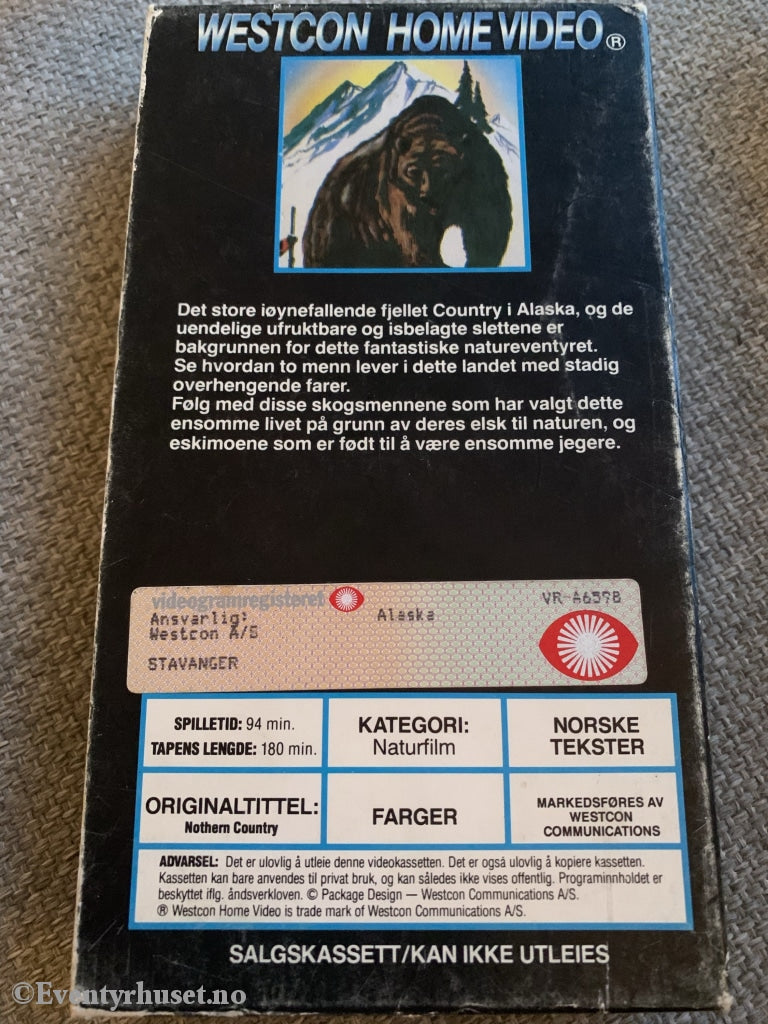 WESTCON HOME VIDEO ®
Det store iøynefallende fjellet Country i Alaska, og de
uendelige ufruktbare og isbelagte slettene er
bakgrunnen for dette fantastiske natureventyret.
Se hvordan to menn lever i dette landet med stadig
overhengende farer.
Følg med disse skogsmennene som har valgt dette
ensomme livet på grunn av deres elsk til naturen, og
eskimoene som er født til å være ensomme jegere.
videogramregisteret VR-A6598
Ansvarlig: Alaska
Westcon A/S
STAVANGER
SPILLETID: 94 min.
TAPENS LENGDE: 180 min.
KATEGORI:
Naturfilm
NORSKE
TEKSTER
ORIGINALTITTEL:
Nothern Country
FARGER
MARKEDSFØRES AV
WESTCON
COMMUNICATIONS
ADVARSEL: Det er ulovlig å utleie denne videokassetten. Det er også ulovlig å kopiere kassetten.
Kassetten kan bare anvendes til privat bruk, og kan således ikke vises offentlig. Programinnholdet er
beskyttet iflg. åndsverkloven. © Package Design — Westcon Communications A/S.
® Westcon Home Video is trade mark of Westcon Communications A/S.
SALGSKASSETT/KAN IKKE UTLEIES
©Eventyrhuset.no